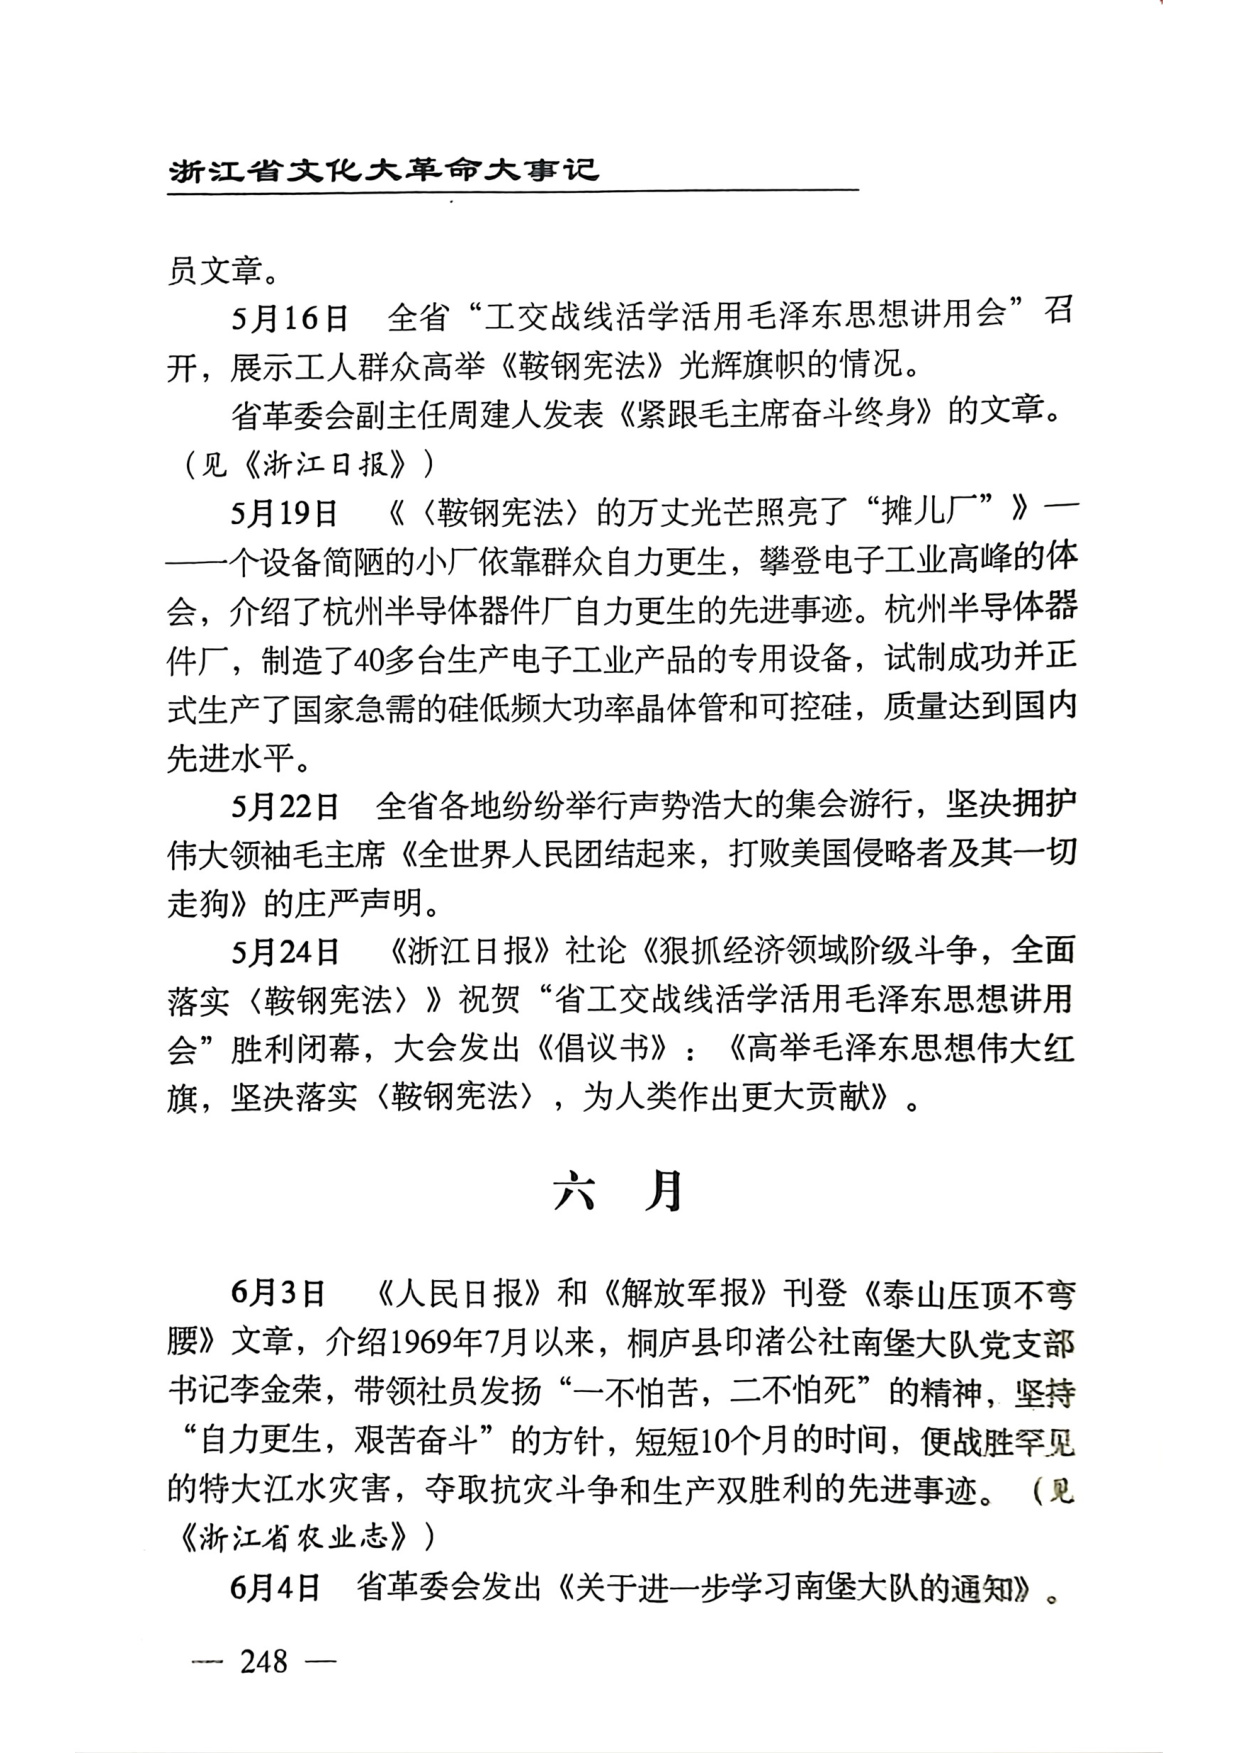 浙江省文化大革命大事记
员文章。
5月16日　全省“工交战线活学活用毛泽东思想讲用会”召
开，展示工人群众高举《鞍钢宪法》光辉旗帜的情况。
省革委会副主任周建人发表《紧跟毛主席奋斗终身》的文章。
（见《浙江日报》）
5月19日　《〈鞍钢宪法〉的万丈光芒照亮了“摊儿厂”》—
——个设备简陋的小厂依靠群众自力更生，攀登电子工业高峰的体
会，介绍了杭州半导体器件厂自力更生的先进事迹。杭州半导体器
件厂，制造了40多台生产电子工业产品的专用设备，试制成功并正
式生产了国家急需的硅低频大功率晶体管和可控硅，质量达到国内
先进水平。
5月22日　全省各地纷纷举行声势浩大的集会游行，坚决拥护
伟大领袖毛主席《全世界人民团结起来，打败美国侵略者及其一切
走狗》的庄严声明。
5月24日　《浙江日报》社论《狠抓经济领域阶级斗争，全面
落实〈鞍钢宪法〉》祝贺“省工交战线活学活用毛泽东思想讲用
会”胜利闭幕，大会发出《倡议书》：《高举毛泽东思想伟大红
旗，坚决落实〈鞍钢宪法〉，为人类作出更大贡献》。
六　月
6月3日　《人民日报》和《解放军报》刊登《泰山压顶不弯
腰》文章，介绍1969年7月以来，桐庐县印渚公社南堡大队党支部
书记李金荣，带领社员发扬“一不怕苦，二不怕死”的精神，坚持
“自力更生，艰苦奋斗”的方针，短短10个月的时间，便战胜罕见
的特大江水灾害，夺取抗灾斗争和生产双胜利的先进事迹。（见
《浙江省农业志》）
6月4日　省革委会发出《关于进一步学习南堡大队的通知》。
— 248 —